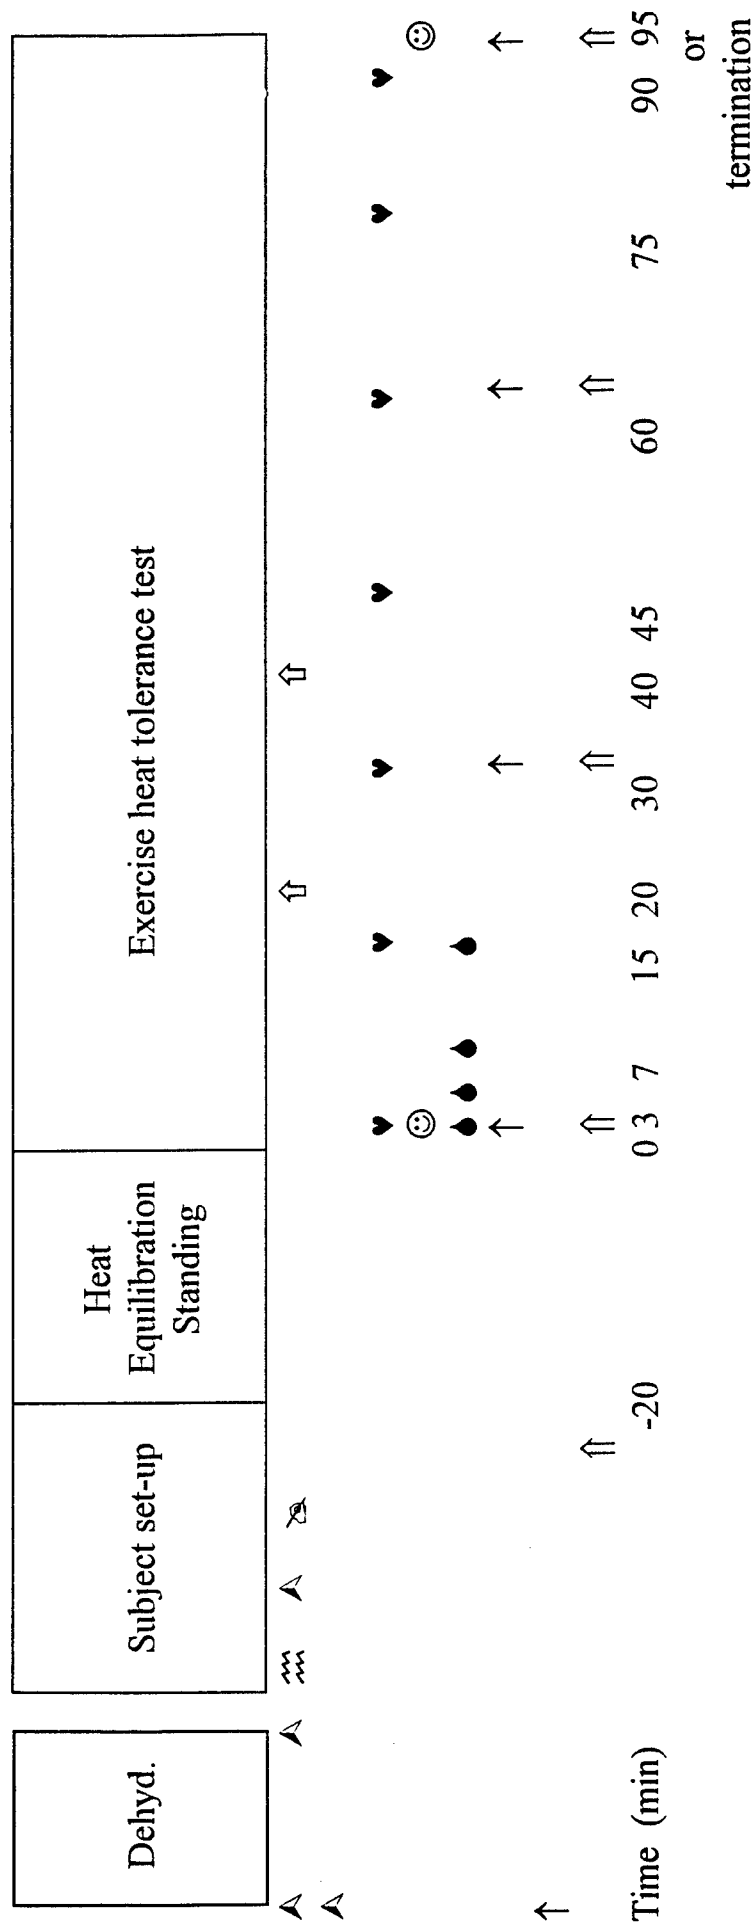 Dehyd.
Subject set-up
Heat
Equilibration
Standing
Exercise heat tolerance test
Time (min)
-20
0 3 7 15 20 30 40 45 60 75 90 95
or
termination